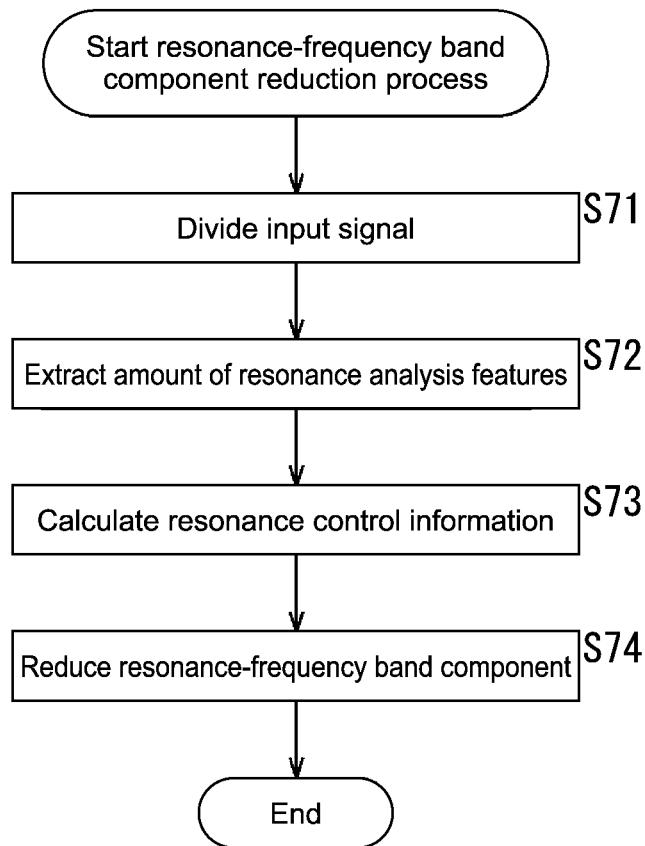 Start resonance-frequency band
component reduction process
S71
Divide input signal
S72
Extract amount of resonance analysis features
S73
Calculate resonance control information
S74
Reduce resonance-frequency band component
End